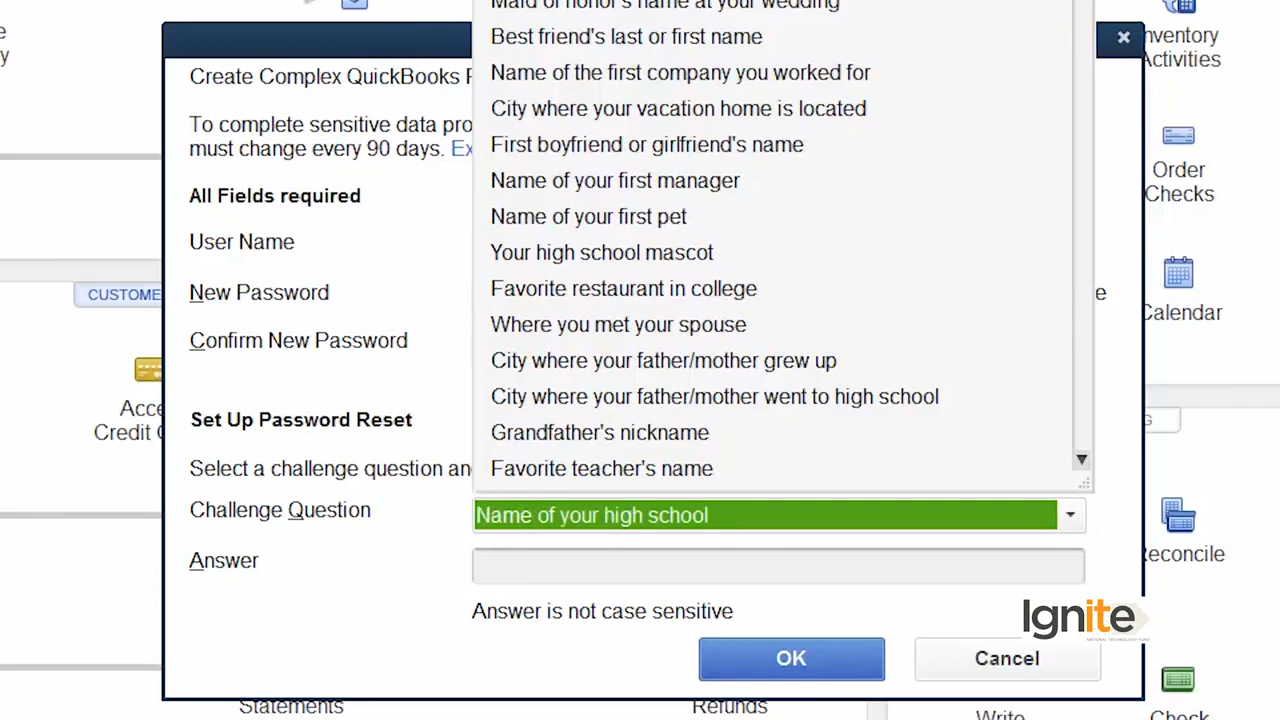 Maid of honor's name at your wedding
Best friend's last or first name
Name of the first company you worked for
City where your vacation home is located
First boyfriend or girlfriend's name
Name of your first manager
Name of your first pet
Your high school mascot
Favorite restaurant in college
Where you met your spouse
City where your father/mother grew up
City where your father/mother went to high school
Grandfather's nickname
Favorite teacher's name
Create Complex QuickBooks
To complete sensitive data
must change every 90 days.
All Fields required
User Name
New Password
Confirm New Password
Set Up Password Reset
Select a challenge question
Challenge Question
Name of your high school
Answer
Answer is not case sensitive
OK
Cancel
Activities
Order
Checks
Calendar
Reconcile
Write
Check
CUSTOME
Acce
Credit
Statements
Refunds
Ignite
NATIONAL TECHNOLOGY FUND